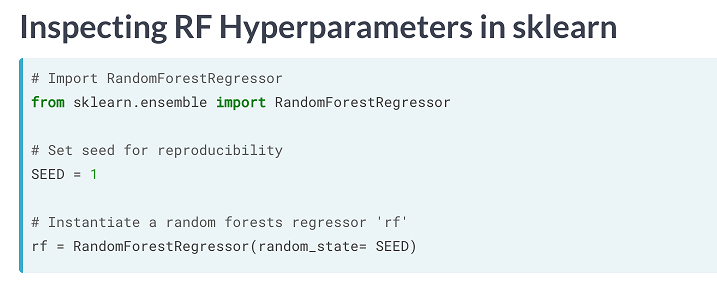 Inspecting RF Hyperparameters in sklearn
# Import RandomForestRegressor
from sklearn.ensemble import RandomForestRegressor
# Set seed for reproducibility
SEED = 1
# Instantiate a random forests regressor 'rf'
rf = RandomForestRegressor(random_state= SEED)